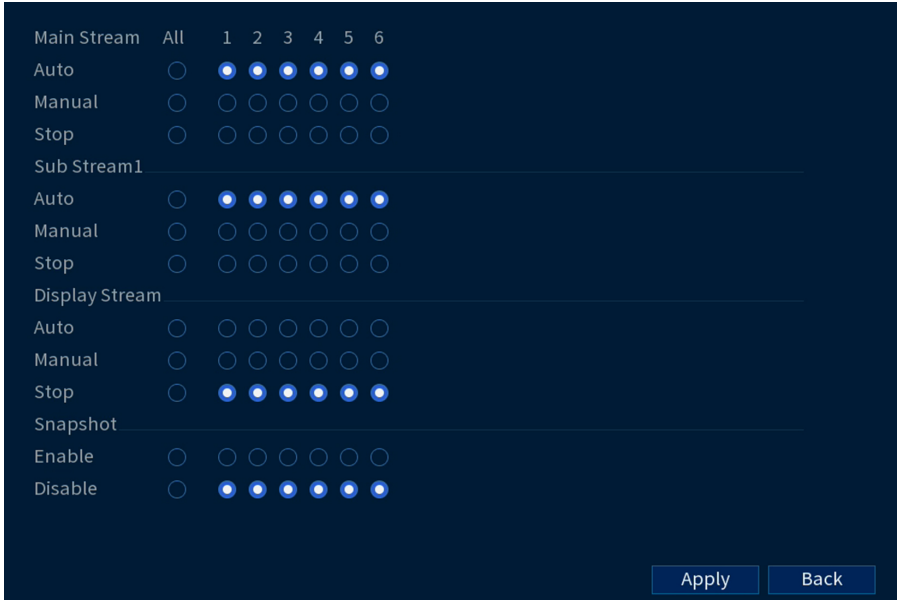 Main Stream All 1 2 3 4 5 6
Auto
Manual
Stop
Sub Stream1
Auto
Manual
Stop
Display Stream
Auto
Manual
Stop
Snapshot
Enable
Disable
Apply Back